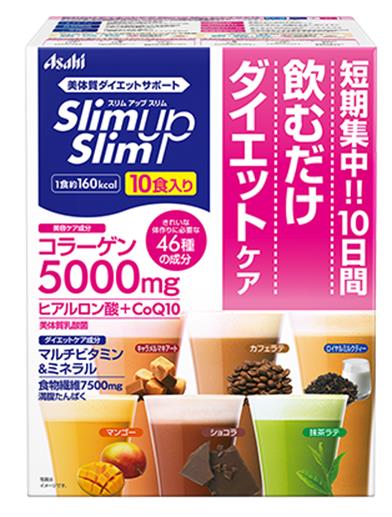 Asahi
美体質ダイエットサポート
スリム アップ スリム
Slim up
Slim
1食約160kcal
10食入り
短期集中!!10日間
飲むだけ
ダイエットケア
美容ケア成分
コラーゲン
5000mg
ヒアルロン酸+CoQ10
美体質乳酸菌
きれいな
体作りに必要な
46種
の成分
ダイエットケア成分
マルチビタミン
&ミネラル
食物繊維7500mg
満腹たんぱく
キャラメルマキアート
カフェラテ
ロイヤルミルクティー
マンゴー
ショコラ
抹茶ラテ
写真は
イメージです。